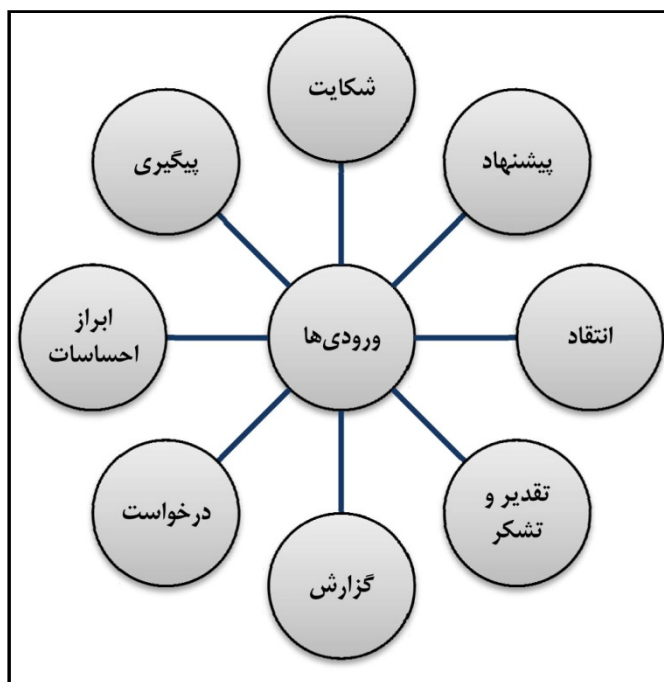 شکایت
پیشنهاد
پیگیری
ورودی‌ها
انتقاد
ابراز
احساسات
تقدیر و
تشکر
درخواست
گزارش